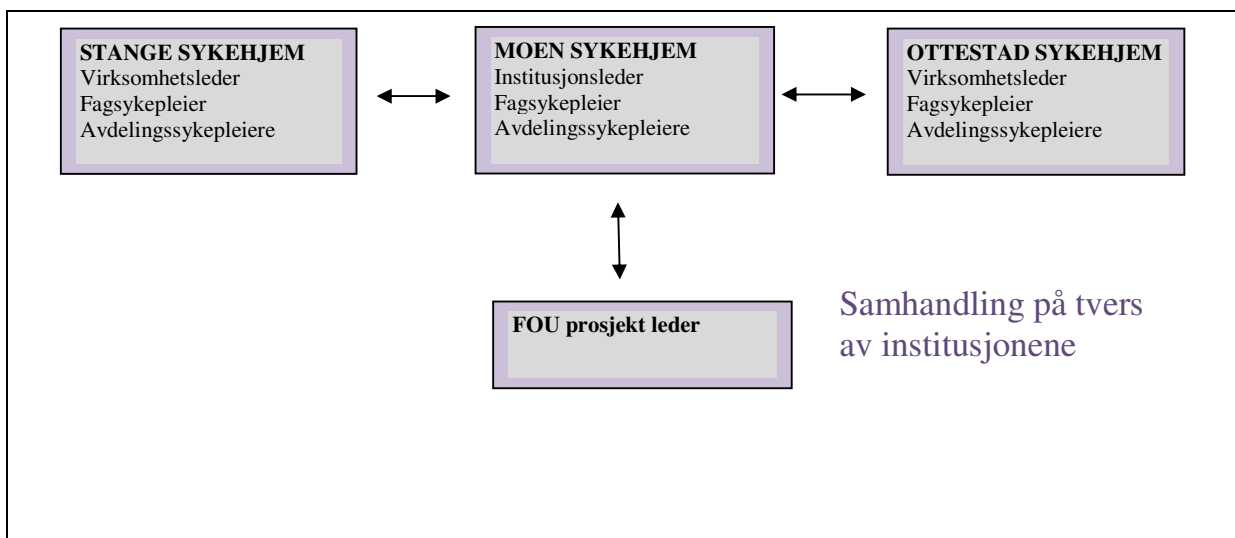 STANGE SYKEHJEM
Virksomhetsleder
Fagsykepleier
Avdelingssykepleiere
MOEN SYKEHJEM
Institusjonsleder
Fagsykepleier
Avdelingssykepleiere
OTTESTAD SYKEHJEM
Virksomhetsleder
Fagsykepleier
Avdelingssykepleiere
FOU prosjekt leder
Samhandling på tvers
av institusjonene